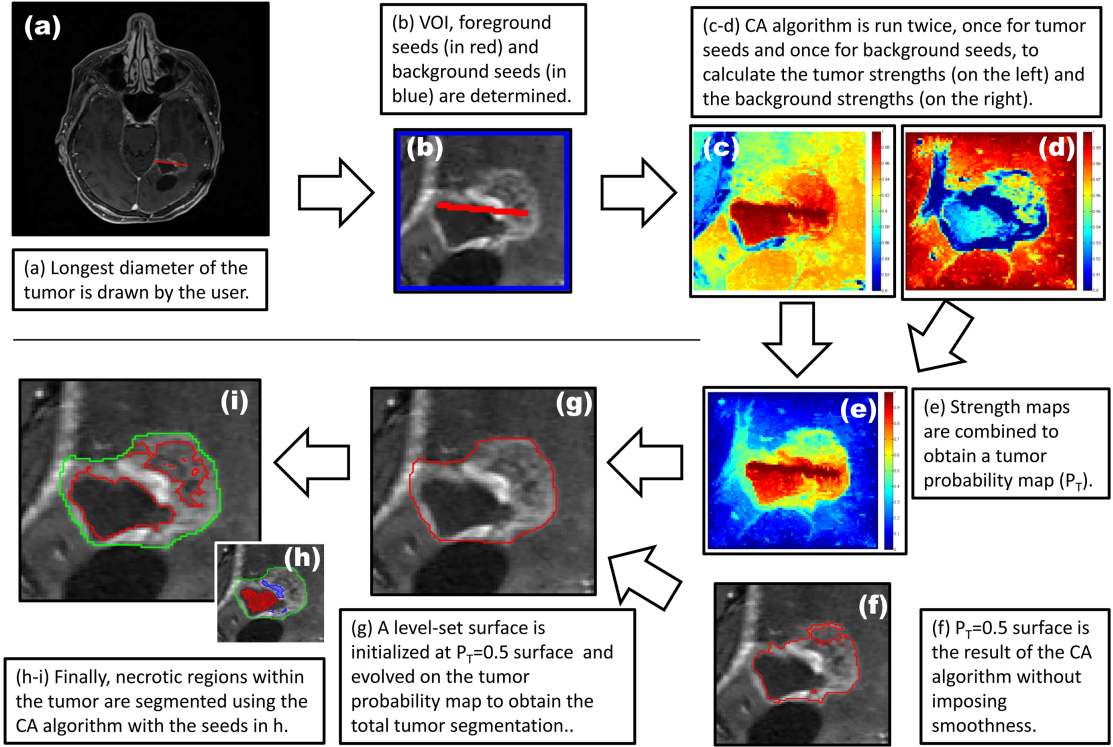 (a)
(b) VOI, foreground
seeds (in red) and
background seeds (in
blue) are determined.
(c-d) CA algorithm is run twice, once for tumor
seeds and once for background seeds, to
calculate the tumor strengths (on the left) and
the background strengths (on the right).
(b)
(c)
(d)
(a) Longest diameter of the
tumor is drawn by the user.
(i)
(g)
(e)
(e) Strength maps
are combined to
obtain a tumor
probability map (P_T).
(h)
(f)
(g) A level-set surface is
initialized at P_T=0.5 surface and
evolved on the tumor
probability map to obtain the
total tumor segmentation..
(f) P_T=0.5 surface is
the result of the CA
algorithm without
imposing
smoothness.
(h-i) Finally, necrotic regions within
the tumor are segmented using the
CA algorithm with the seeds in h.